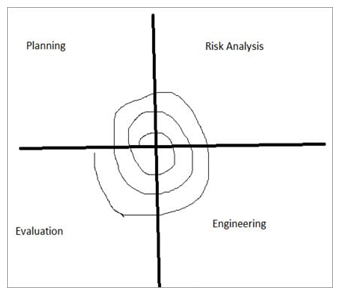 Planning
Risk Analysis
Evaluation
Engineering